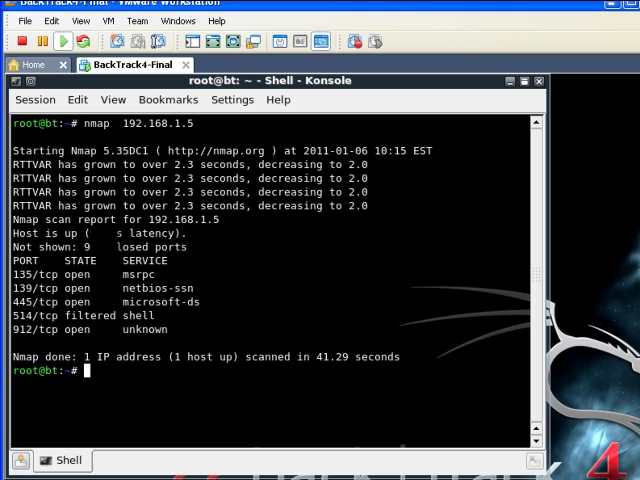 BackTrack4-Final - VMware Workstation
File Edit View VM Team Windows Help
Home BackTrack4-Final
root@bt: ~ - Shell - Konsole
Session Edit View Bookmarks Settings Help
root@bt:~# nmap 192.168.1.5
Starting Nmap 5.35DC1 ( http://nmap.org ) at 2011-01-06 10:15 EST
RTTVAR has grown to over 2.3 seconds, decreasing to 2.0
RTTVAR has grown to over 2.3 seconds, decreasing to 2.0
RTTVAR has grown to over 2.3 seconds, decreasing to 2.0
RTTVAR has grown to over 2.3 seconds, decreasing to 2.0
Nmap scan report for 192.168.1.5
Host is up ( s latency).
Not shown: 9 losed ports
PORT STATE SERVICE
135/tcp open msrpc
139/tcp open netbios-ssn
445/tcp open microsoft-ds
514/tcp filtered shell
912/tcp open unknown
Nmap done: 1 IP address (1 host up) scanned in 41.29 seconds
root@bt:~#
Shell
4